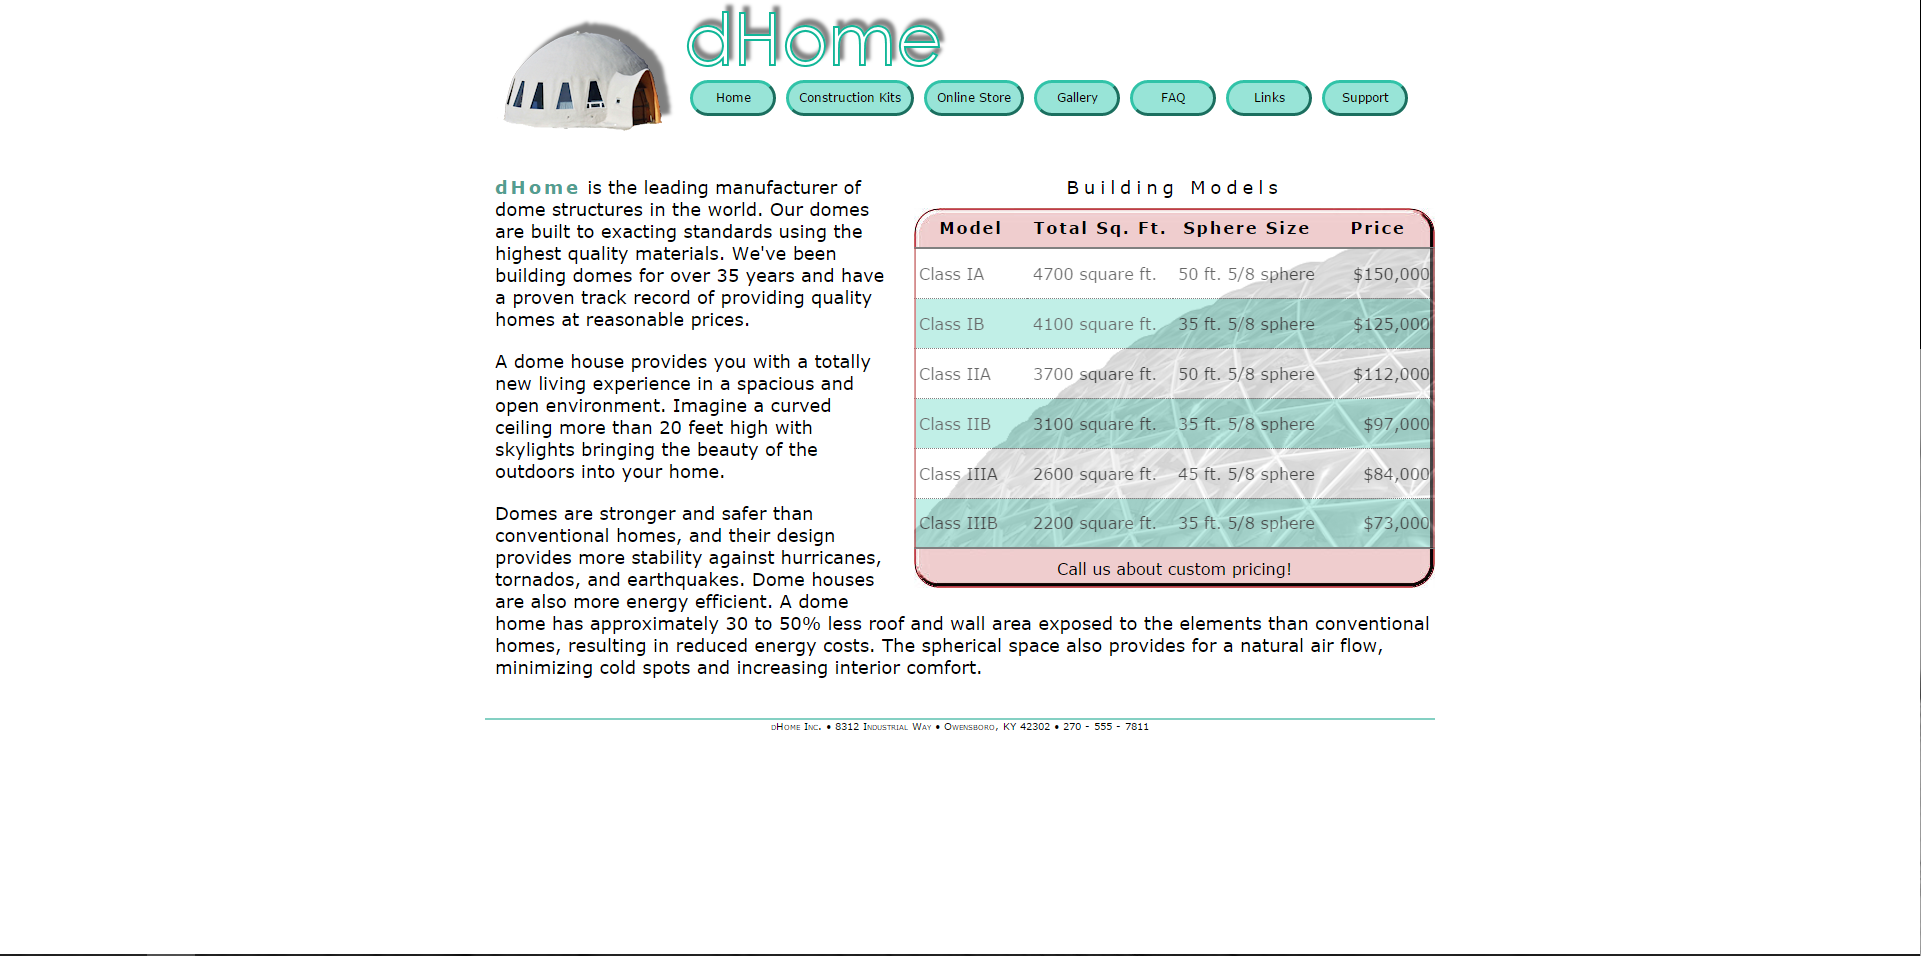 dHome
Home Construction Kits Online Store Gallery FAQ Links Support
dHome is the leading manufacturer of
dome structures in the world. Our domes
are built to exacting standards using the
highest quality materials. We've been
building domes for over 35 years and have
a proven track record of providing quality
homes at reasonable prices.
A dome house provides you with a totally
new living experience in a spacious and
open environment. Imagine a curved
ceiling more than 20 feet high with
skylights bringing the beauty of the
outdoors into your home.
Domes are stronger and safer than
conventional homes, and their design
provides more stability against hurricanes,
tornados, and earthquakes. Dome houses
are also more energy efficient. A dome
home has approximately 30 to 50% less roof and wall area exposed to the elements than conventional
homes, resulting in reduced energy costs. The spherical space also provides for a natural air flow,
minimizing cold spots and increasing interior comfort.
Building Models
Model Total Sq. Ft. Sphere Size Price
Class IA 4700 square ft. 50 ft. 5/8 sphere $150,000
Class IB 4100 square ft. 35 ft. 5/8 sphere $125,000
Class IIA 3700 square ft. 50 ft. 5/8 sphere $112,000
Class IIB 3100 square ft. 35 ft. 5/8 sphere $97,000
Class IIIA 2600 square ft. 45 ft. 5/8 sphere $84,000
Class IIIB 2200 square ft. 35 ft. 5/8 sphere $73,000
Call us about custom pricing!
dHome Inc. • 8312 Industrial Way • Owensboro, KY 42302 • 270 - 555 - 7811